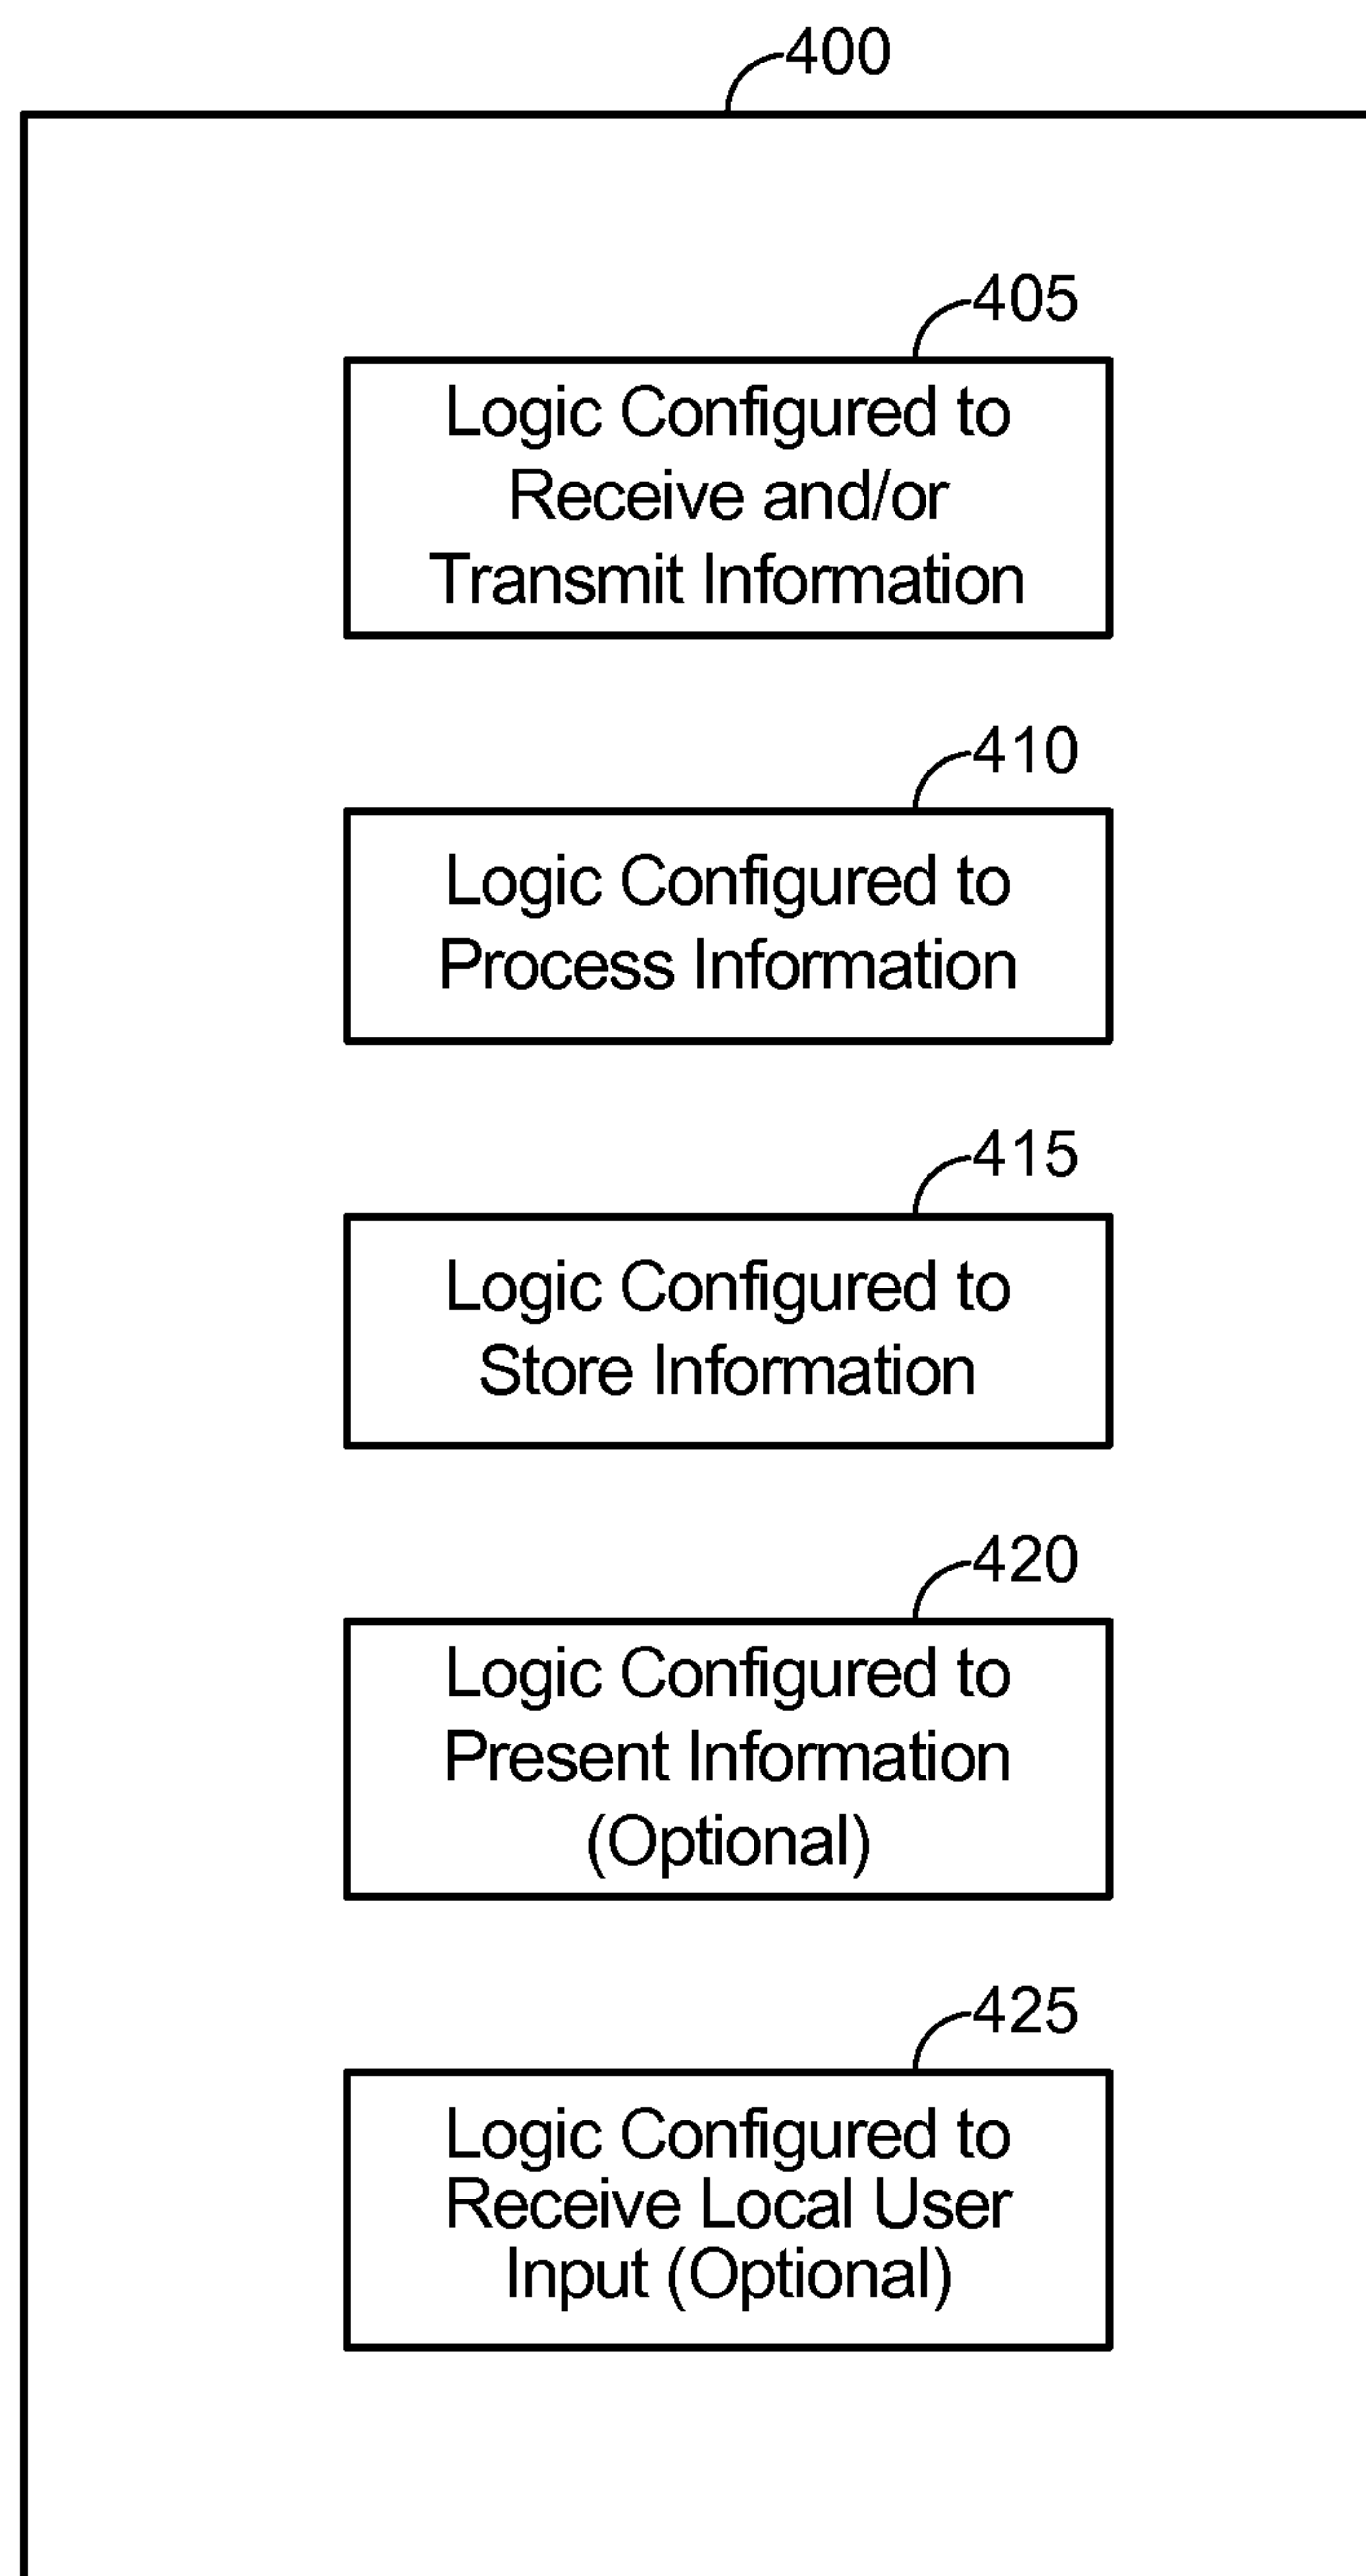 400
405
Logic Configured to
Receive and/or
Transmit Information
410
Logic Configured to
Process Information
415
Logic Configured to
Store Information
420
Logic Configured to
Present Information
(Optional)
425
Logic Configured to
Receive Local User
Input (Optional)